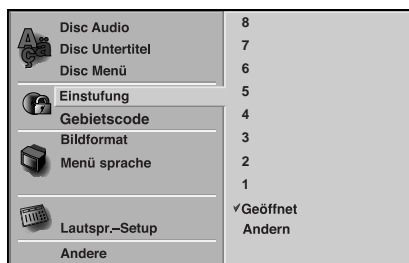 Disc Audio
Disc Untertitel
Disc Menü
Einstufung
Gebietscode
Bildformat
Menü sprache
Lautspr.–Setup
Andere
8
7
6
5
4
3
2
1
Geöffnet
Andern